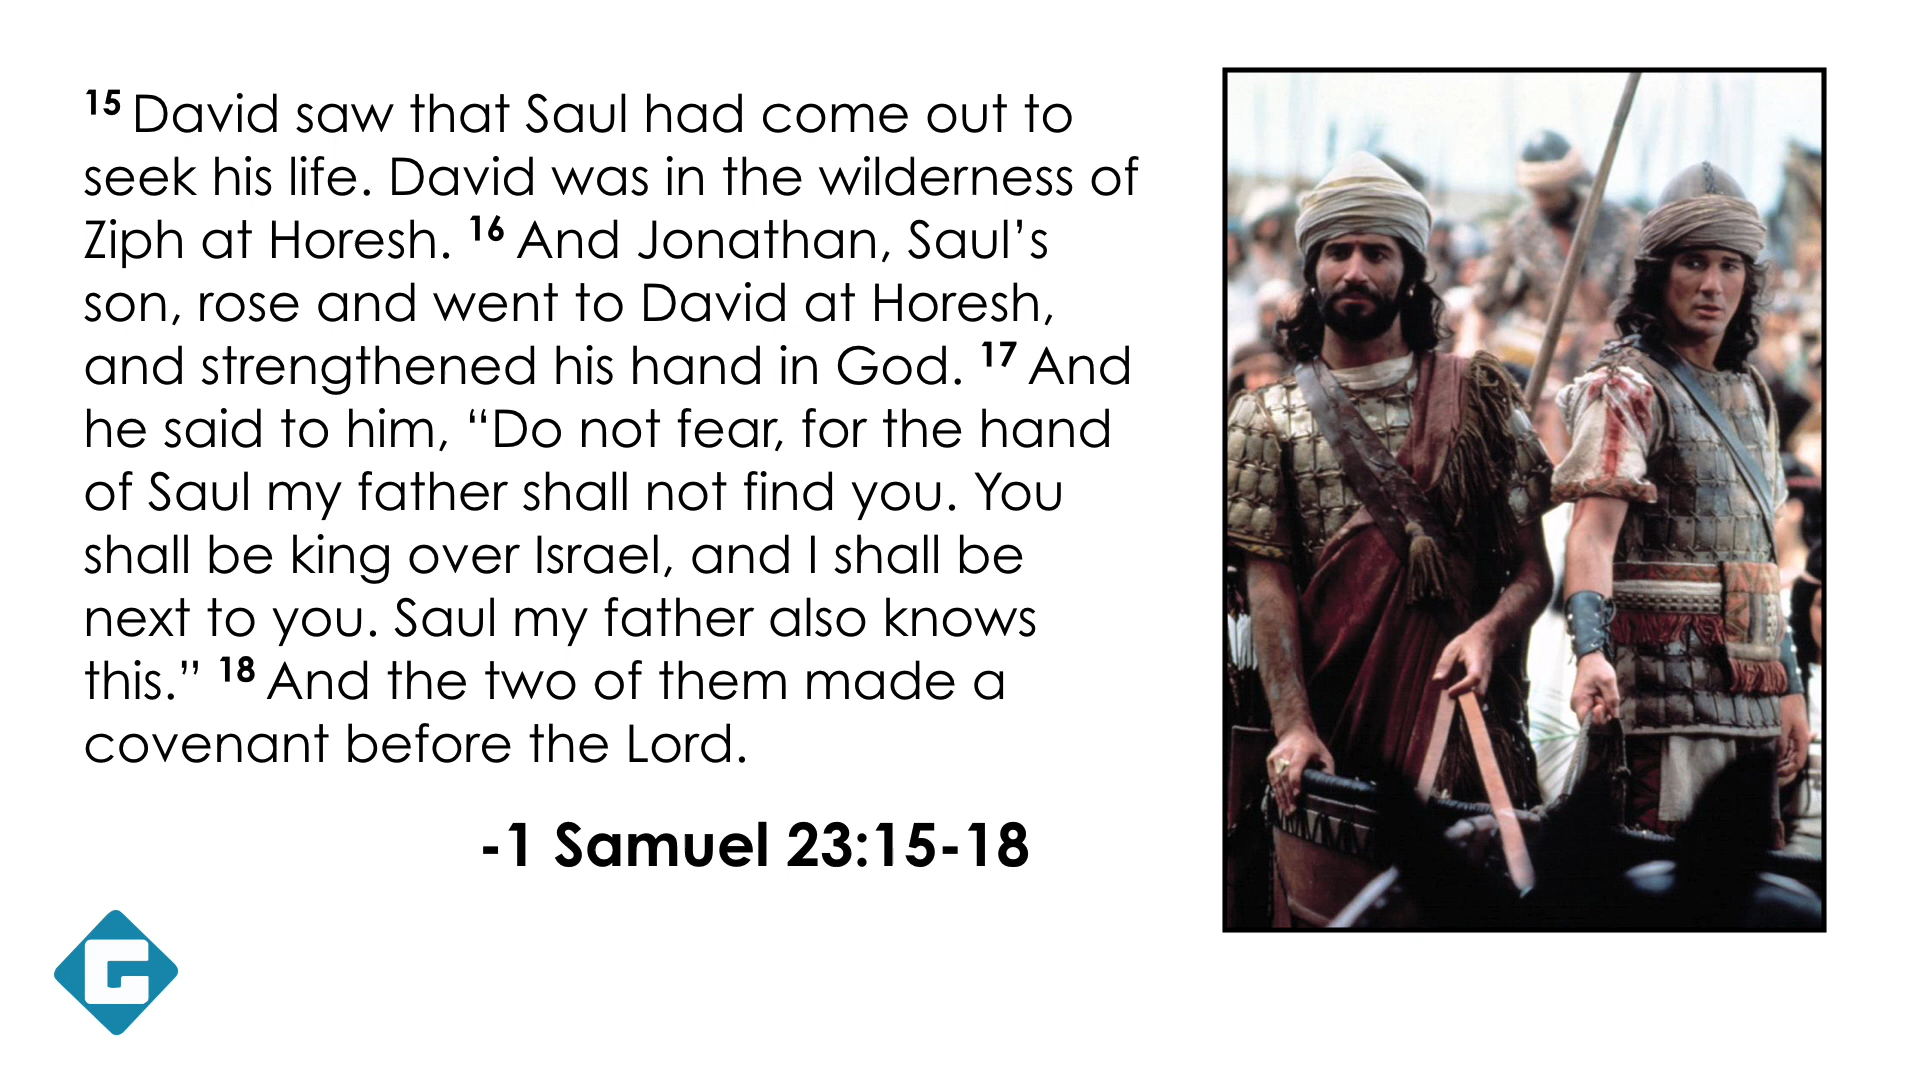 15 David saw that Saul had come out to
seek his life. David was in the wilderness of
Ziph at Horesh. 16 And Jonathan, Saul’s
son, rose and went to David at Horesh,
and strengthened his hand in God. 17 And
he said to him, “Do not fear, for the hand
of Saul my father shall not find you. You
shall be king over Israel, and I shall be
next to you. Saul my father also knows
this.” 18 And the two of them made a
covenant before the Lord.
-1 Samuel 23:15-18
G